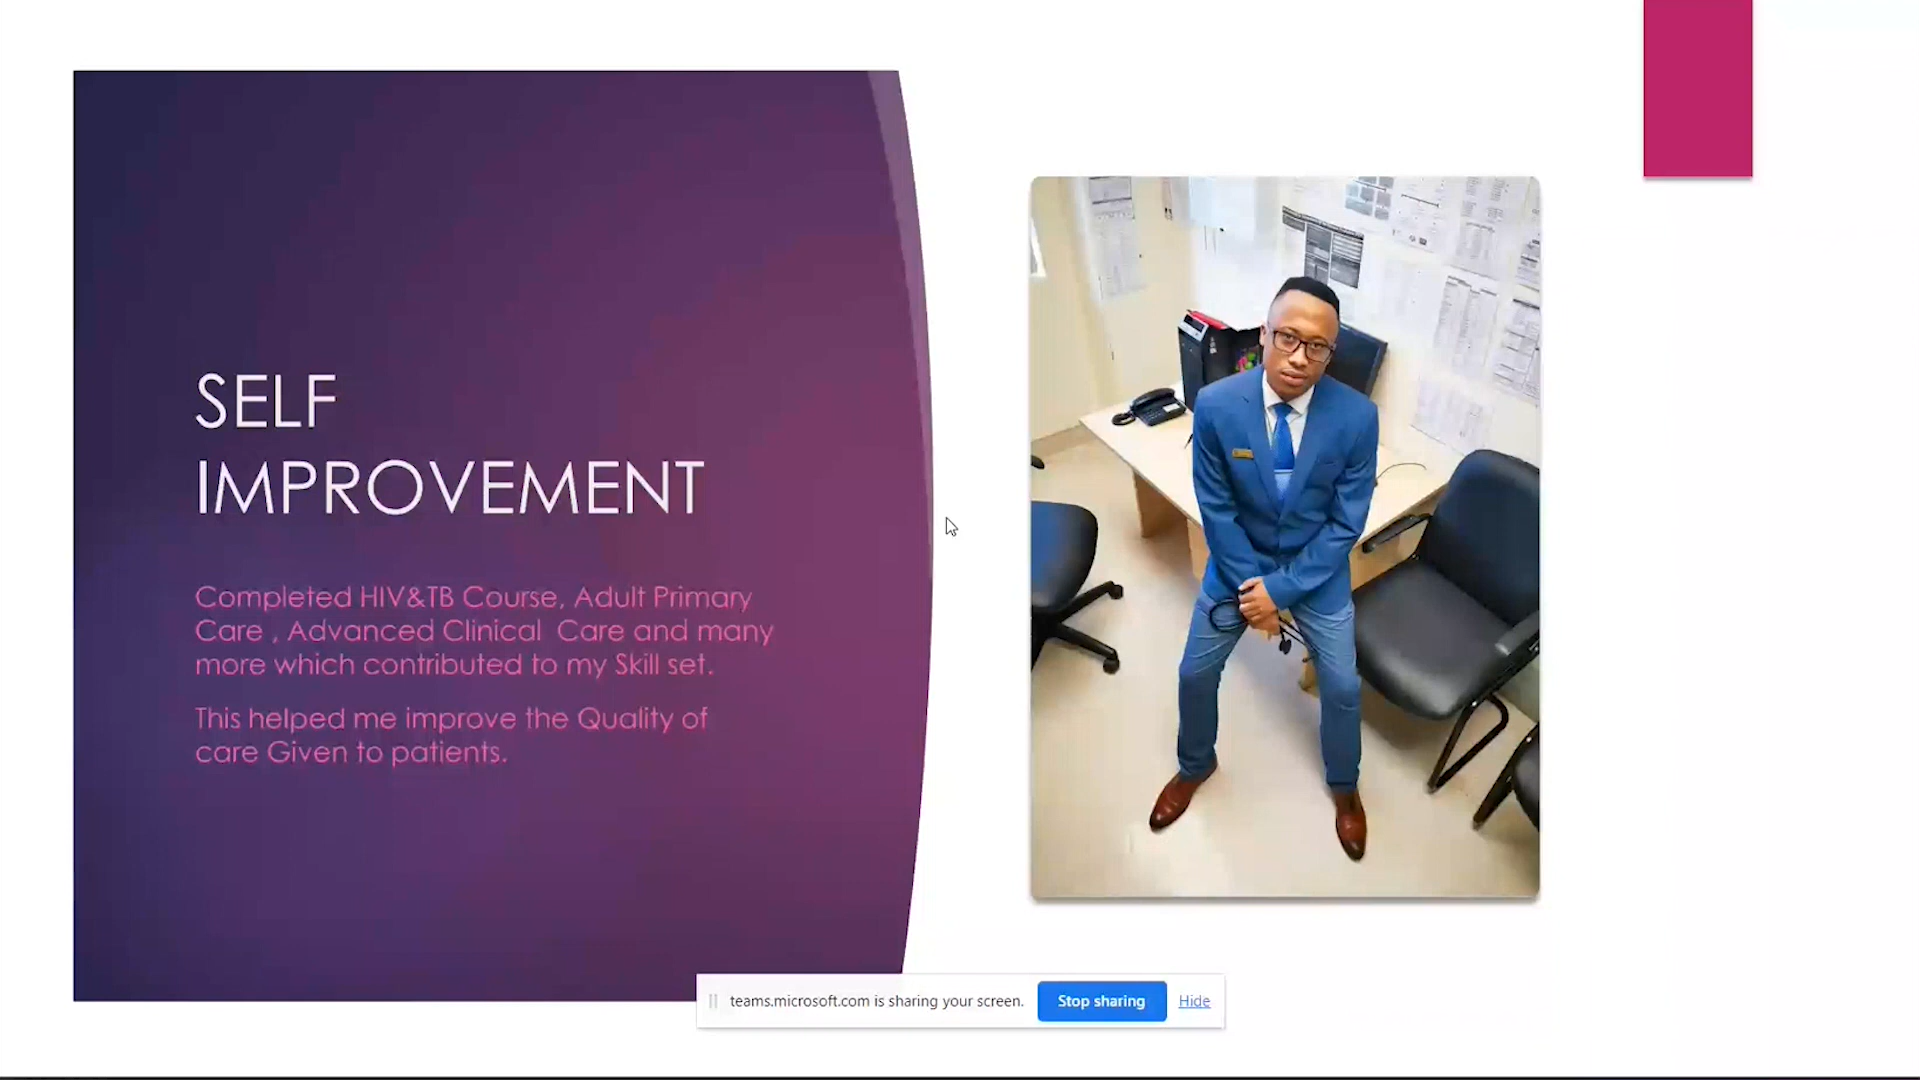 SELF
IMPROVEMENT
Completed HIV&TB Course, Adult Primary
Care , Advanced Clinical  Care and many
more which contributed to my Skill set.
This helped me improve the Quality of
care Given to patients.
teams.microsoft.com is sharing your screen.
Stop sharing
Hide